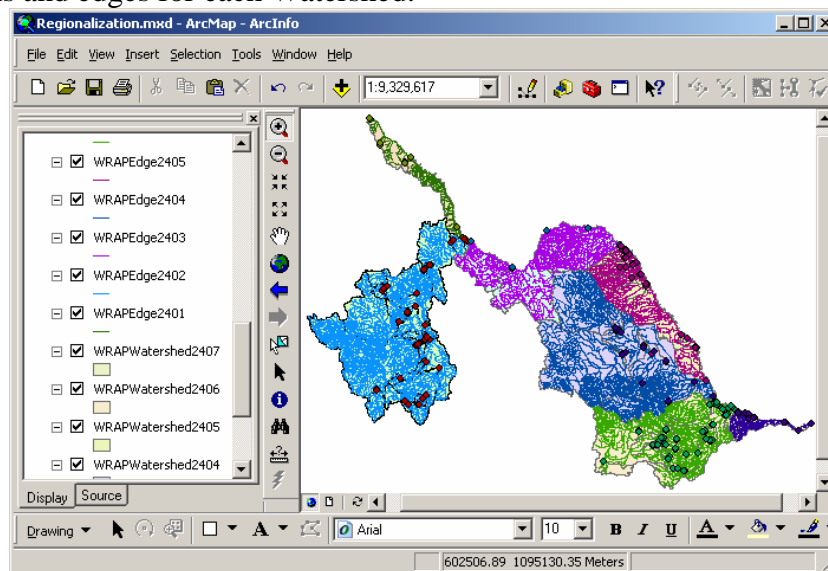 s and edges for each Watershed.
Regionalization.mxd - ArcMap - ArcInfo
File Edit View Insert Selection Tools Window Help
1:9,329,617
WRAPEdge2405
WRAPEdge2404
WRAPEdge2403
WRAPEdge2402
WRAPEdge2401
WRAPWatershed2407
WRAPWatershed2406
WRAPWatershed2405
WRAPWatershed2404
Display Source
Drawing A Arial 10 B I U A
602506.89 1095130.35 Meters